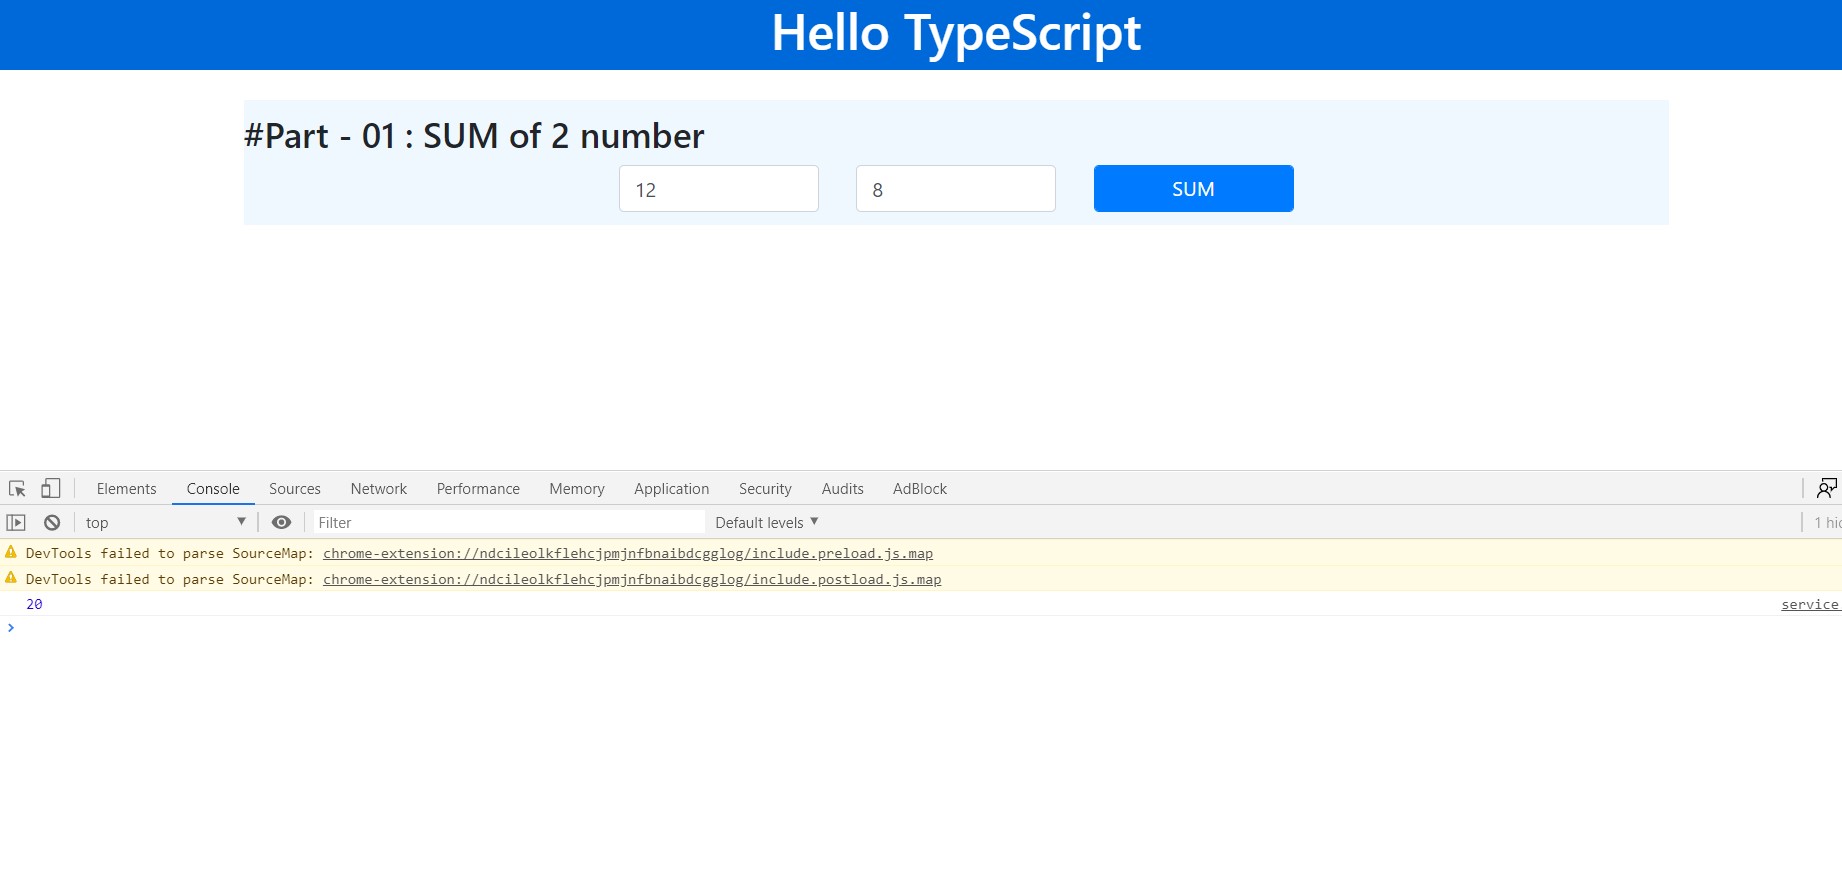 Hello TypeScript
#Part - 01 : SUM of 2 number
12 8 SUM
Elements Console Sources Network Performance Memory Application Security Audits AdBlock
top Filter Default levels 1 hid
DevTools failed to parse SourceMap: chrome-extension://ndcileolkflehcjpmjnfbnaibdcgglog/include.preload.js.map
DevTools failed to parse SourceMap: chrome-extension://ndcileolkflehcjpmjnfbnaibdcgglog/include.postload.js.map
20 service.